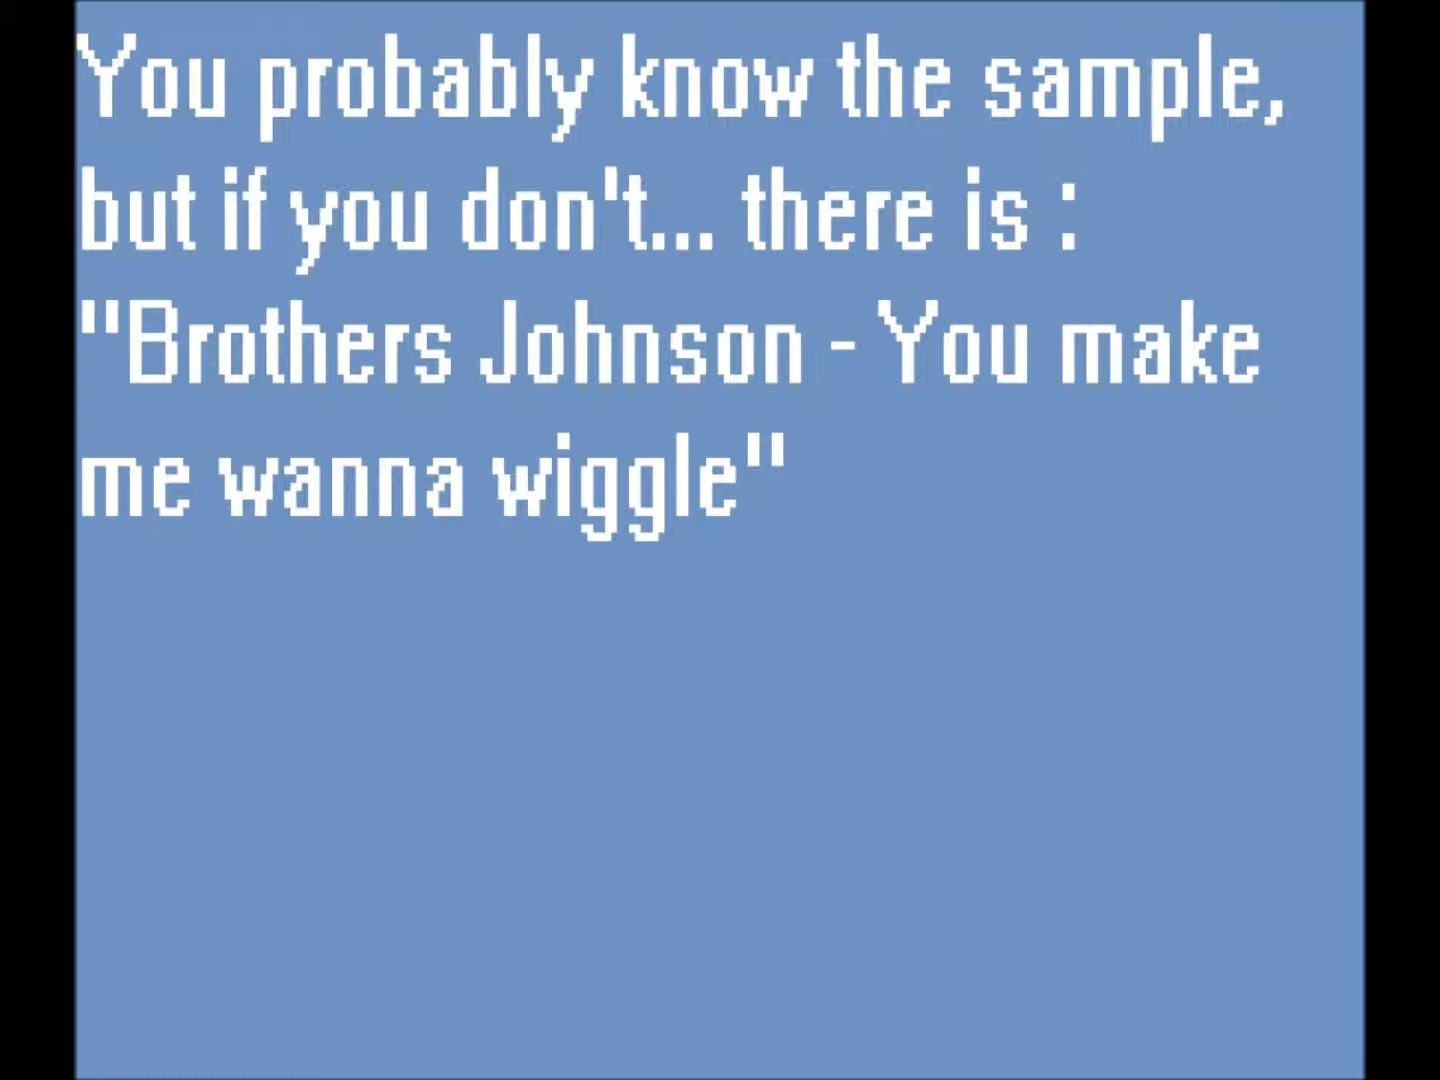 You probably know the sample,
but if you don't... there is :
"Brothers Johnson - You make
me wanna wiggle"